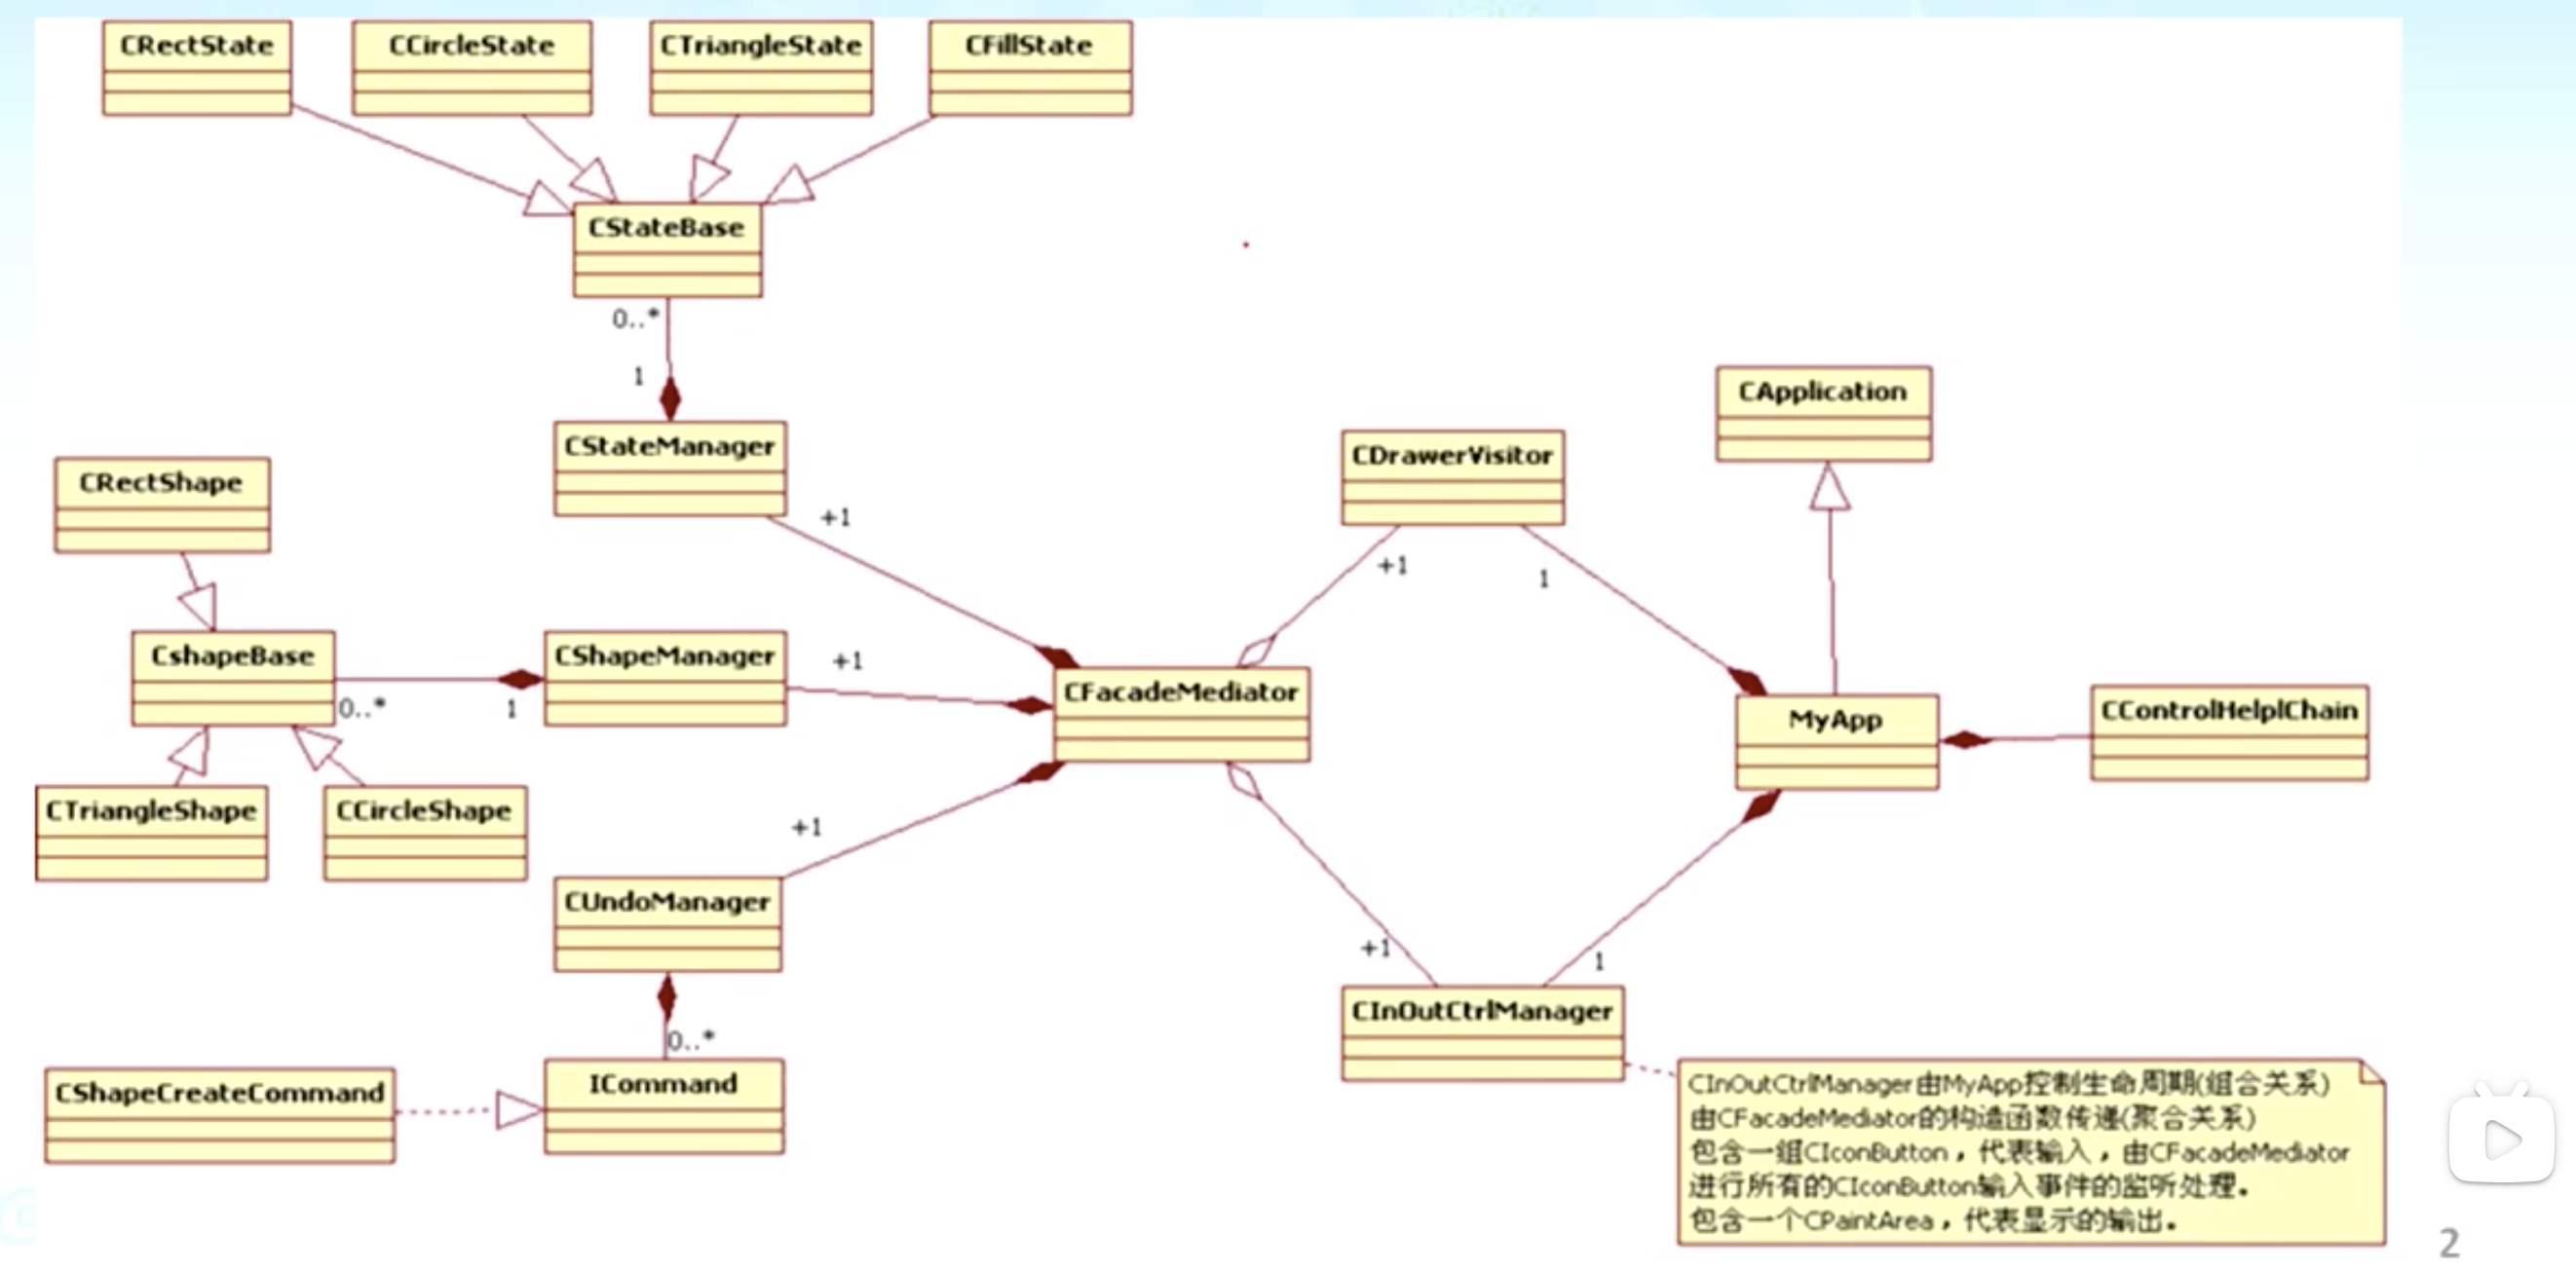 CRectState
CCircleState
CTriangleState
CFillState
CStateBase
0..*
1
CStateManager
CApplication
CDrawerVisitor
CRectShape
+1
+1
1
CshapeBase
CShapeManager
+1
CFacadeMediator
MyApp
CControlHelplChain
0..*
1
CTriangleShape
CCircleShape
+1
CUndoManager
+1
1
CInOutCtrlManager
0..*
CShapeCreateCommand
ICommand
CInOutCtrlManager由MyApp控制生命周期(组合关系)
由CFacadeMediator的构造函数传递(聚合关系)
包含一组CIconButton，代表输入，由CFacadeMediator
进行所有的CIconButton输入事件的监听处理。
包含一个CPaintArea，代表显示的输出。
2